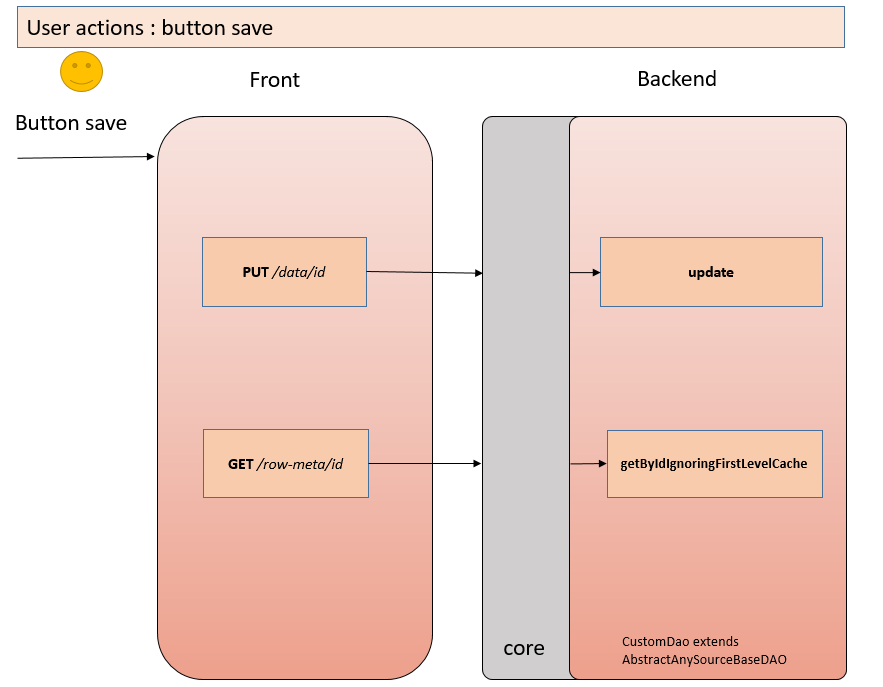 User actions : button save
Front
Backend
Button save
PUT /data/id
update
GET /row-meta/id
getByIdIgnoringFirstLevelCache
core
CustomDao extends
AbstractAnySourceBaseDAO